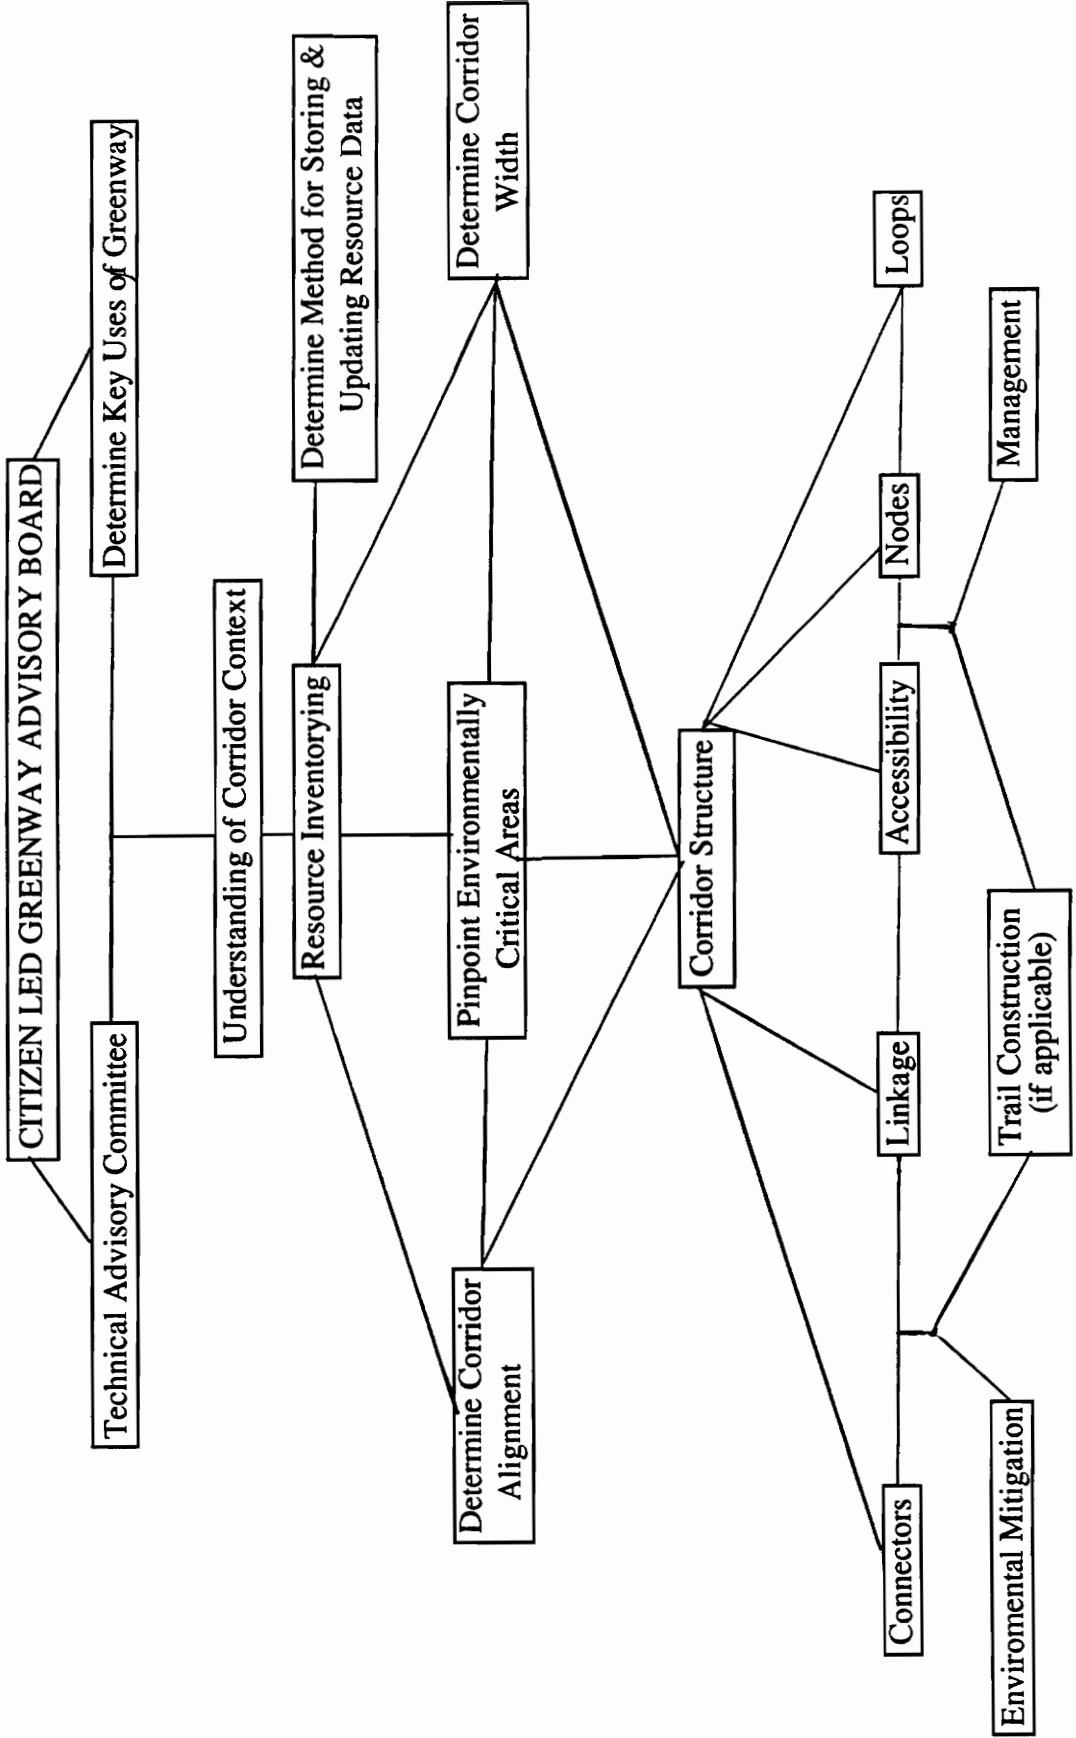 CITIZEN LED GREENWAY ADVISORY BOARD
Technical Advisory Committee
Determine Key Uses of Greenway
Understanding of Corridor Context
Resource Inventorying
Determine Method for Storing &
Updating Resource Data
Determine Corridor
Alignment
Pinpoint Environmentally
Critical Areas
Determine Corridor
Width
Corridor Structure
Connectors
Linkage
Accessibility
Nodes
Loops
Enviromental Mitigation
Trail Construction
(if applicable)
Management